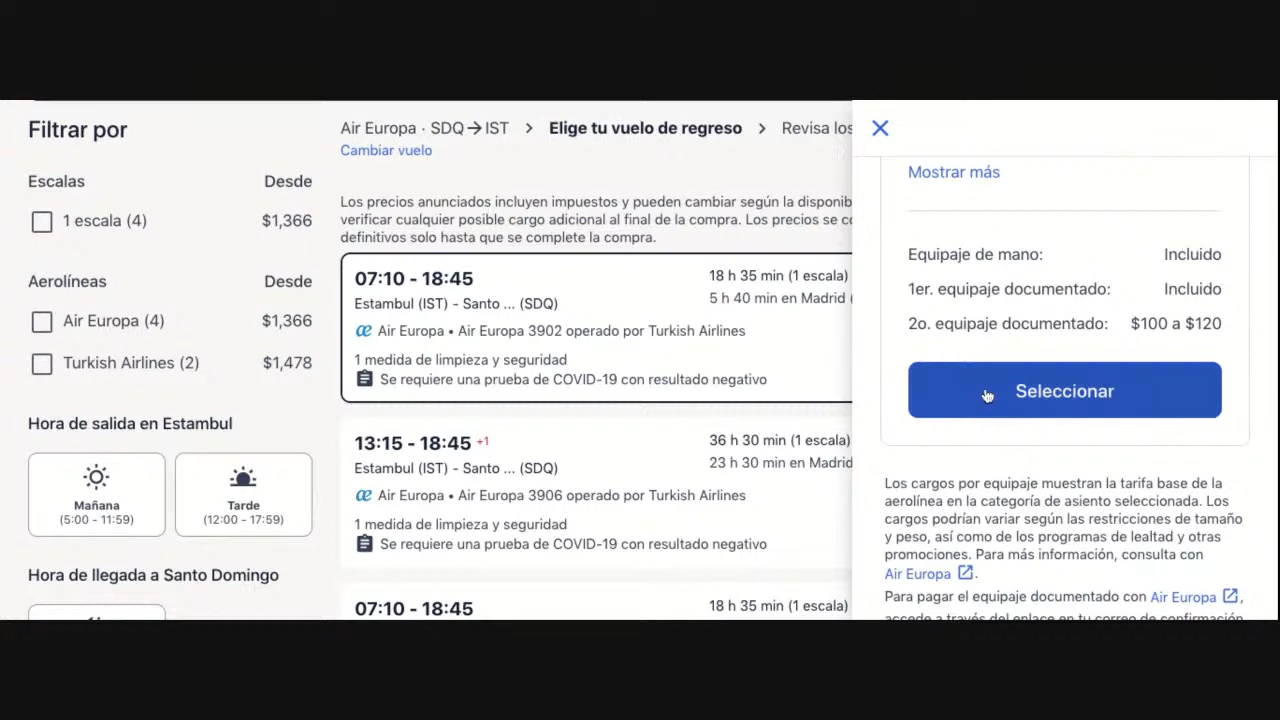 Filtrar por
Escalas Desde
1 escala (4) $1,366
Aerolíneas Desde
Air Europa (4) $1,366
Turkish Airlines (2) $1,478
Hora de salida en Estambul
Mañana
(5:00 - 11:59)
Tarde
(12:00 - 17:59)
Hora de llegada a Santo Domingo
Air Europa · SDQ → IST > Elige tu vuelo de regreso > Revisa los
Cambiar vuelo
Los precios anunciados incluyen impuestos y pueden cambiar según la disponib
verificar cualquier posible cargo adicional al final de la compra. Los precios se co
definitivos solo hasta que se complete la compra.
07:10 - 18:45 18 h 35 min (1 escala)
Estambul (IST) - Santo ... (SDQ) 5 h 40 min en Madrid (
Air Europa • Air Europa 3902 operado por Turkish Airlines
1 medida de limpieza y seguridad
Se requiere una prueba de COVID-19 con resultado negativo
13:15 - 18:45 +1 36 h 30 min (1 escala)
Estambul (IST) - Santo ... (SDQ) 23 h 30 min en Madrid
Air Europa • Air Europa 3906 operado por Turkish Airlines
1 medida de limpieza y seguridad
Se requiere una prueba de COVID-19 con resultado negativo
07:10 - 18:45 18 h 35 min (1 escala)
Mostrar más
Equipaje de mano: Incluido
1er. equipaje documentado: Incluido
2o. equipaje documentado: $100 a $120
Seleccionar
Los cargos por equipaje muestran la tarifa base de la
aerolínea en la categoría de asiento seleccionada. Los
cargos podrían variar según las restricciones de tamaño
y peso, así como de los programas de lealtad y otras
promociones. Para más información, consulta con
Air Europa.
Para pagar el equipaje documentado con Air Europa,
accede a través del enlace en tu correo de confirmación